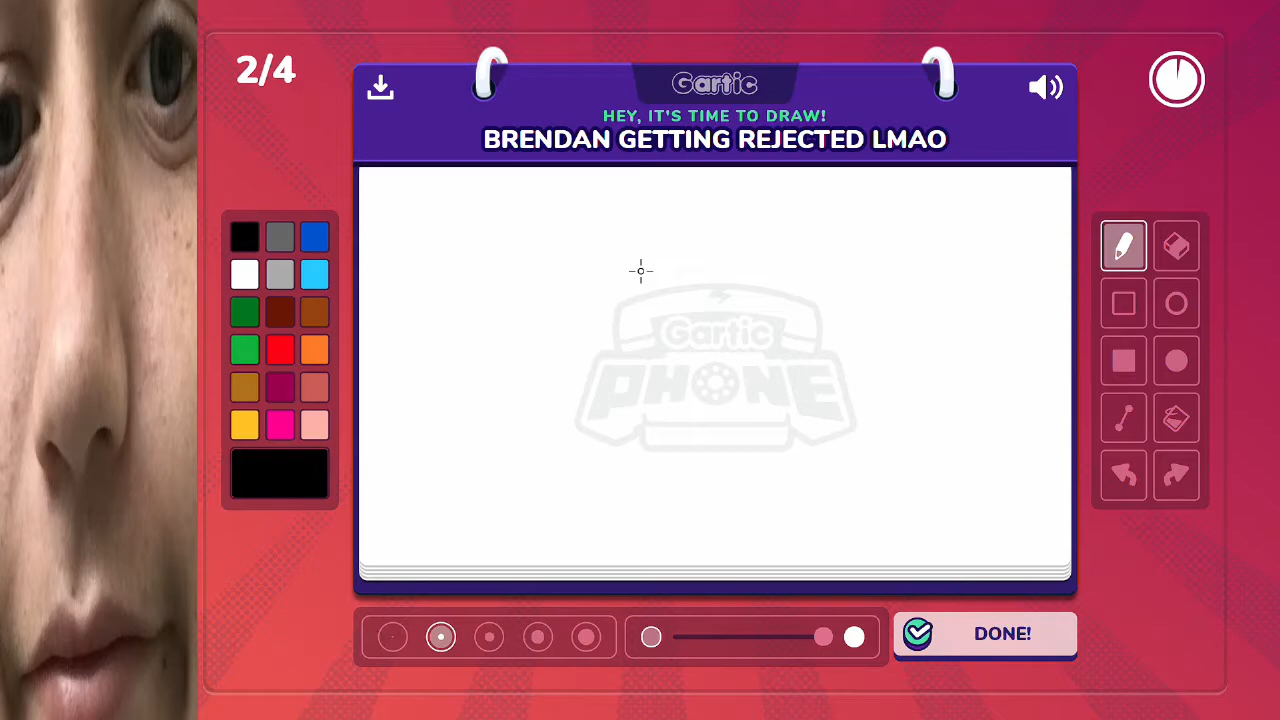 2/4
Gartic
HEY, IT'S TIME TO DRAW!
BRENDAN GETTING REJECTED LMAO
Gartic
PHONE
DONE!